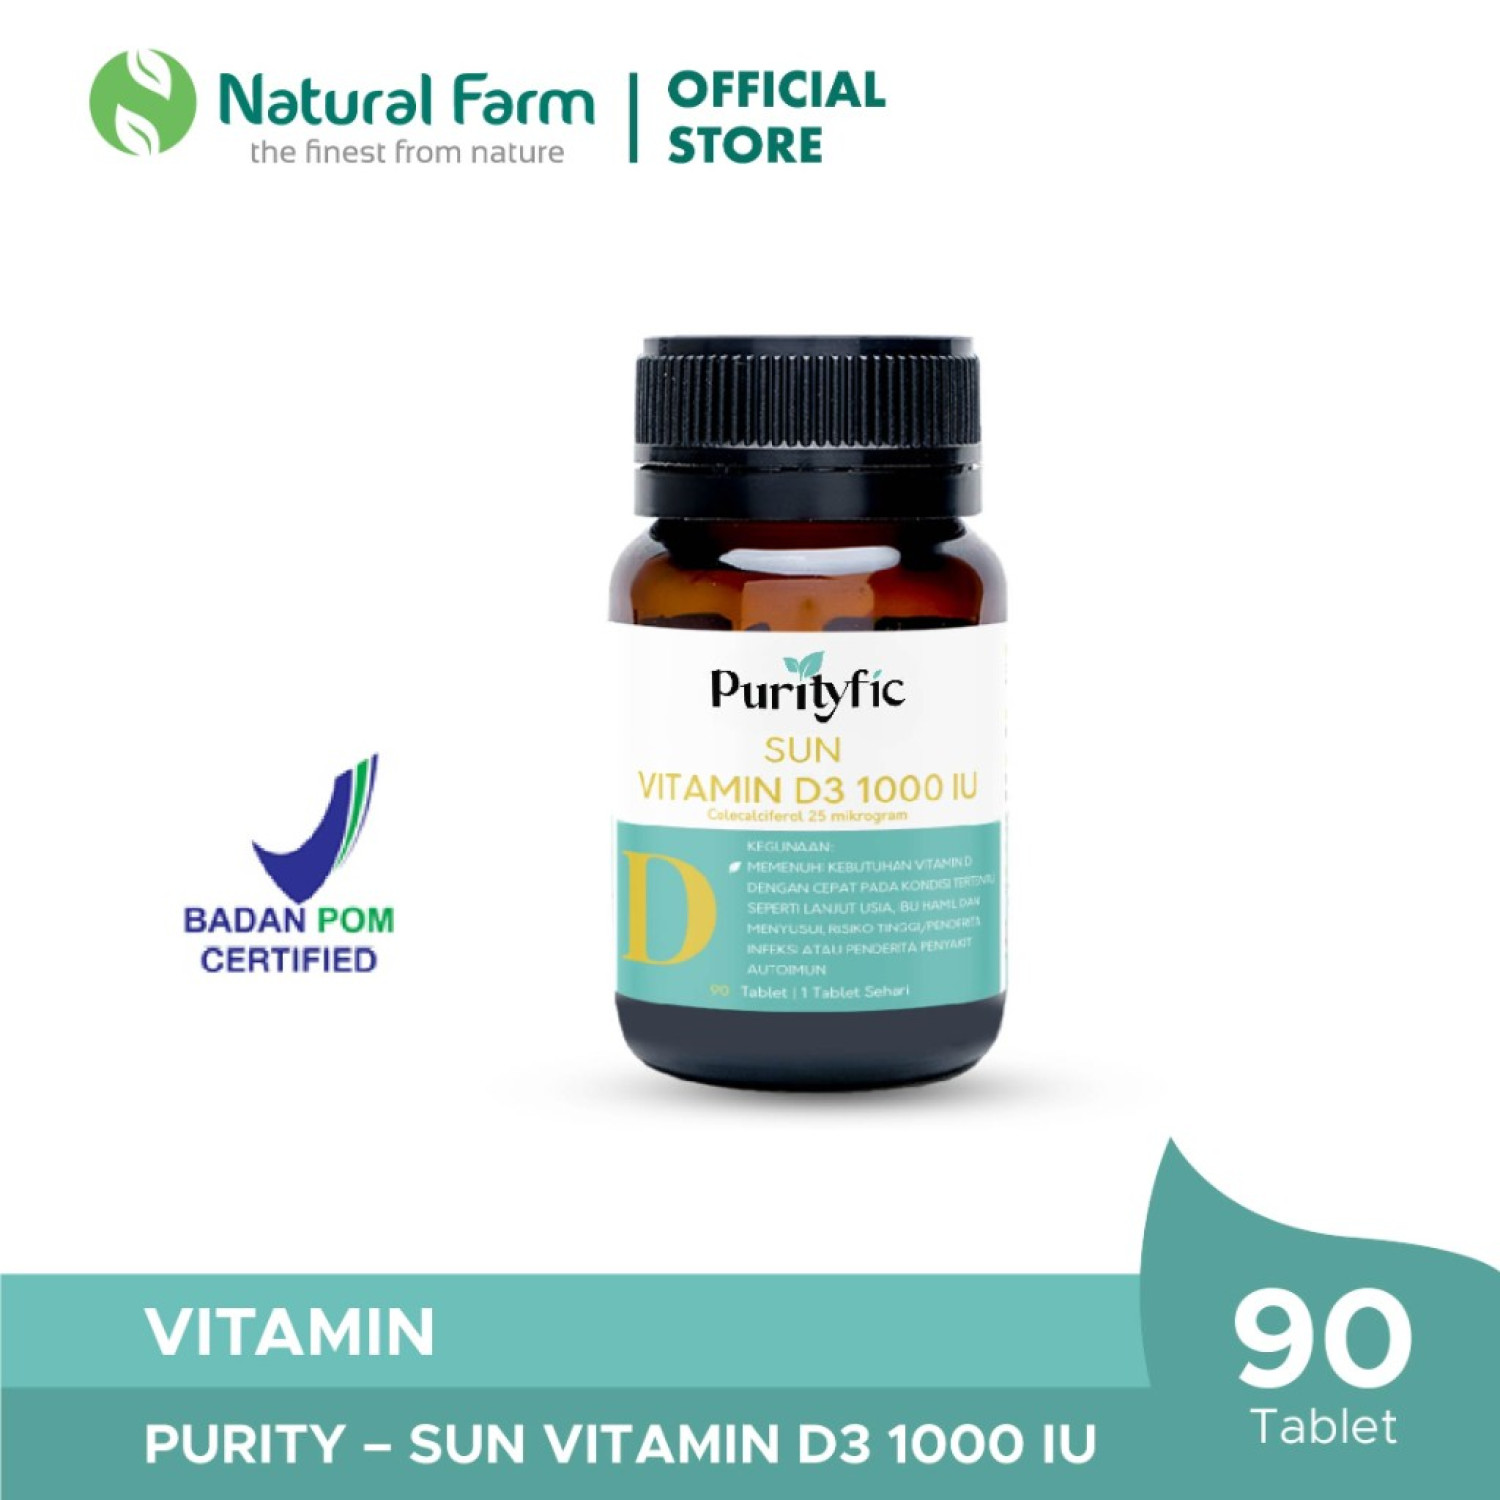 Natural Farm
the finest from nature
OFFICIAL
STORE
Purityfic
SUN
VITAMIN D3 1000 IU
Colecalciferol 25 mikrogram
D
KEGUNAAN:
MEMENUHI KEBUTUHAN VITAMIN D
DENGAN CEPAT PADA KONDISI TERTENTU
SEPERTI LANJUT USIA, IBU HAMIL DAN
MENYUSUI, RISIKO TINGGI/PENDERITA
INFEKSI ATAU PENDERITA PENYAKIT
AUTOIMUN
90 Tablet | 1 Tablet Sehari
BADAN POM
CERTIFIED
VITAMIN
PURITY – SUN VITAMIN D3 1000 IU
90
Tablet